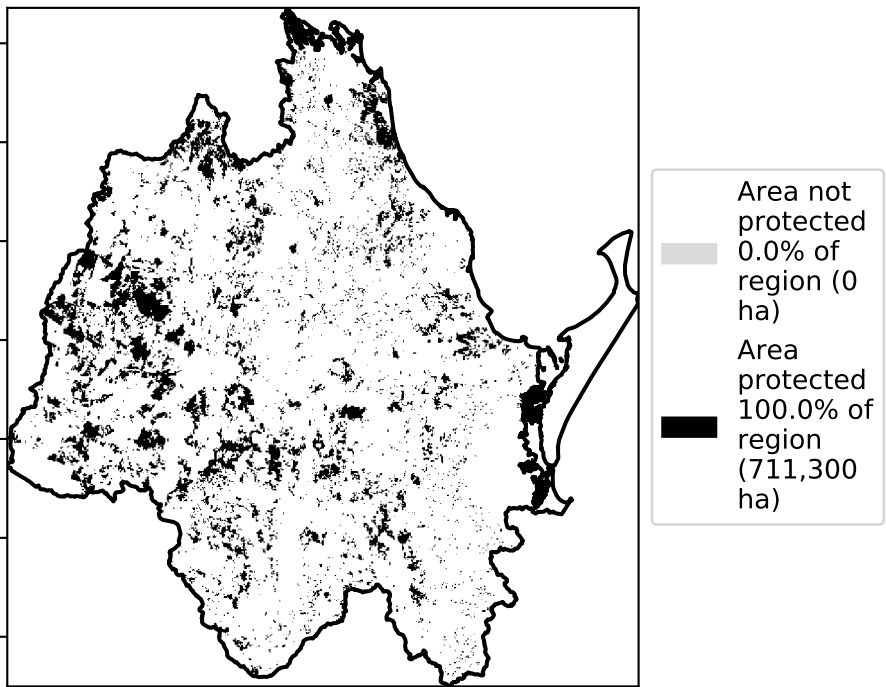 Area not
protected
0.0% of
region (0
ha)
Area
protected
100.0% of
region
(711,300
ha)